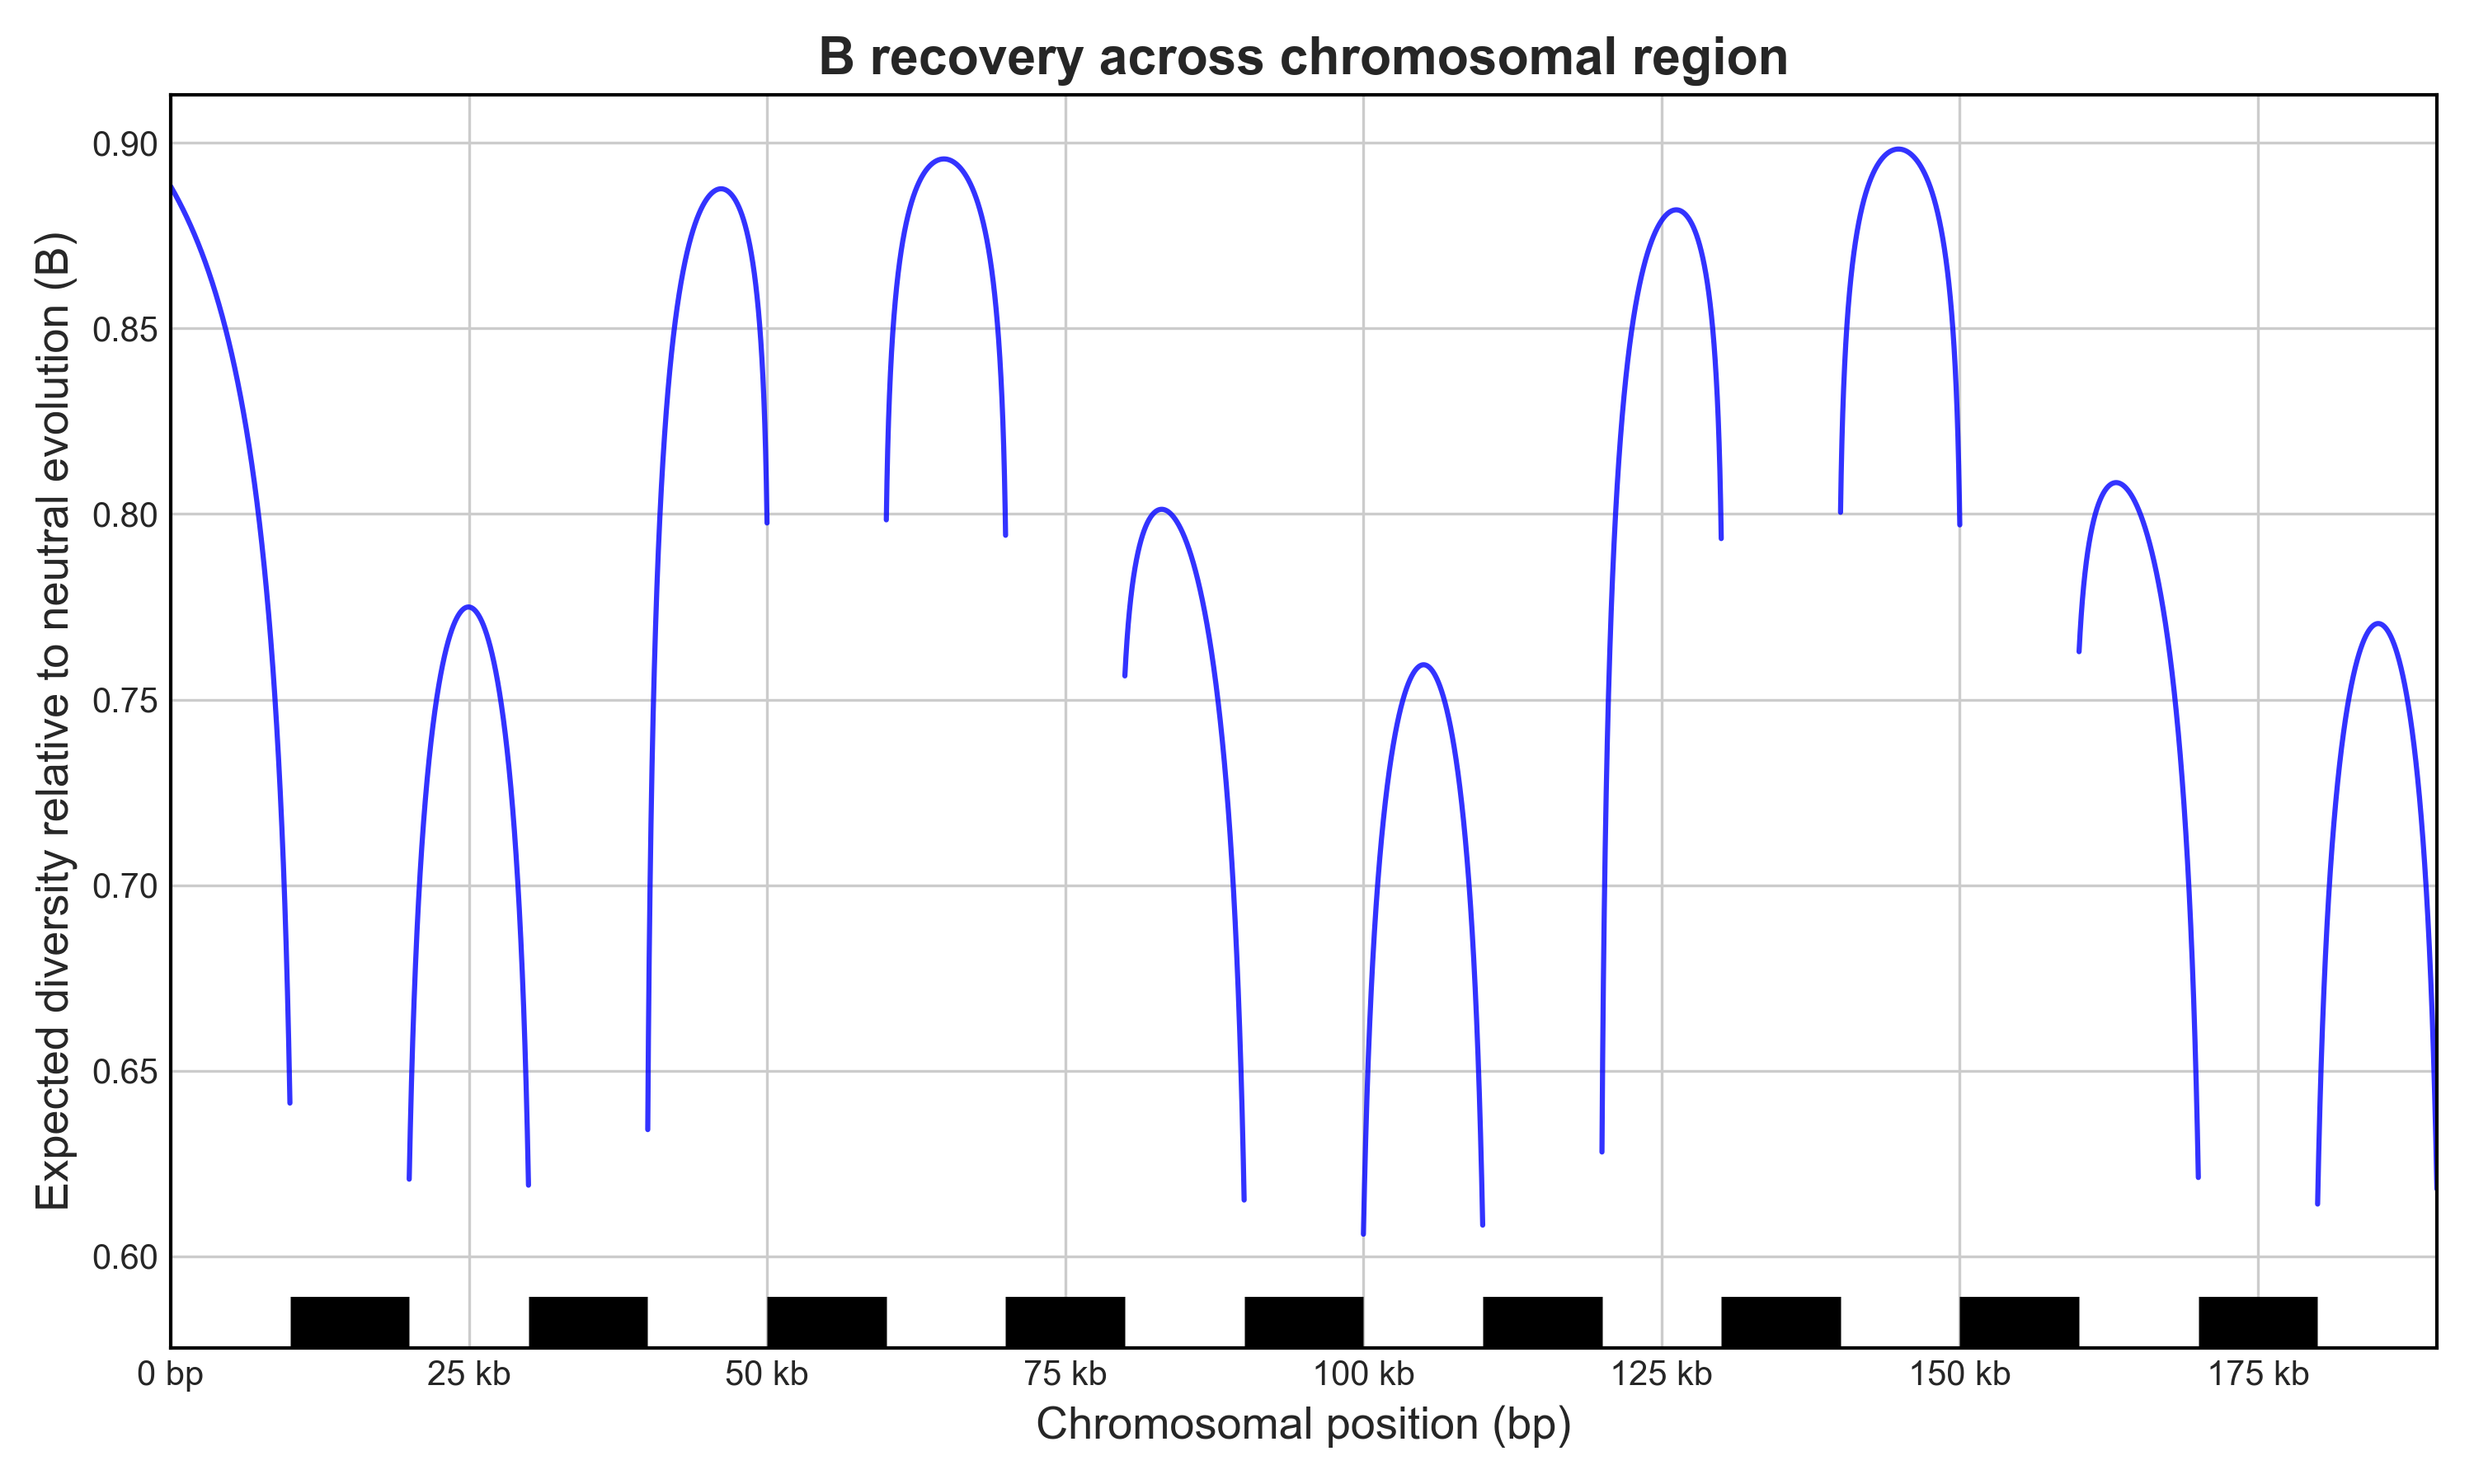 B recovery across chromosomal region
Expected diversity relative to neutral evolution (B)
0.90
0.85
0.80
0.75
0.70
0.65
0.60
0 bp 25 kb 50 kb 75 kb 100 kb 125 kb 150 kb 175 kb
Chromosomal position (bp)